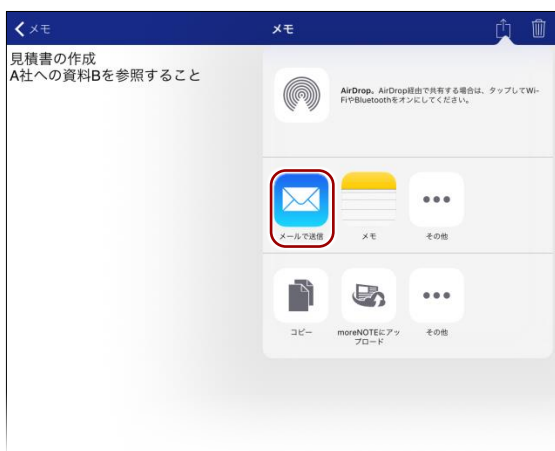 メモ
メモ
見積書の作成
A社への資料Bを参照すること
AirDrop。AirDrop経由で共有する場合は、タップしてWi-
FiやBluetoothをオンにしてください。
メールで送信
メモ
その他
コピー
moreNOTEにアッ
プロード
その他